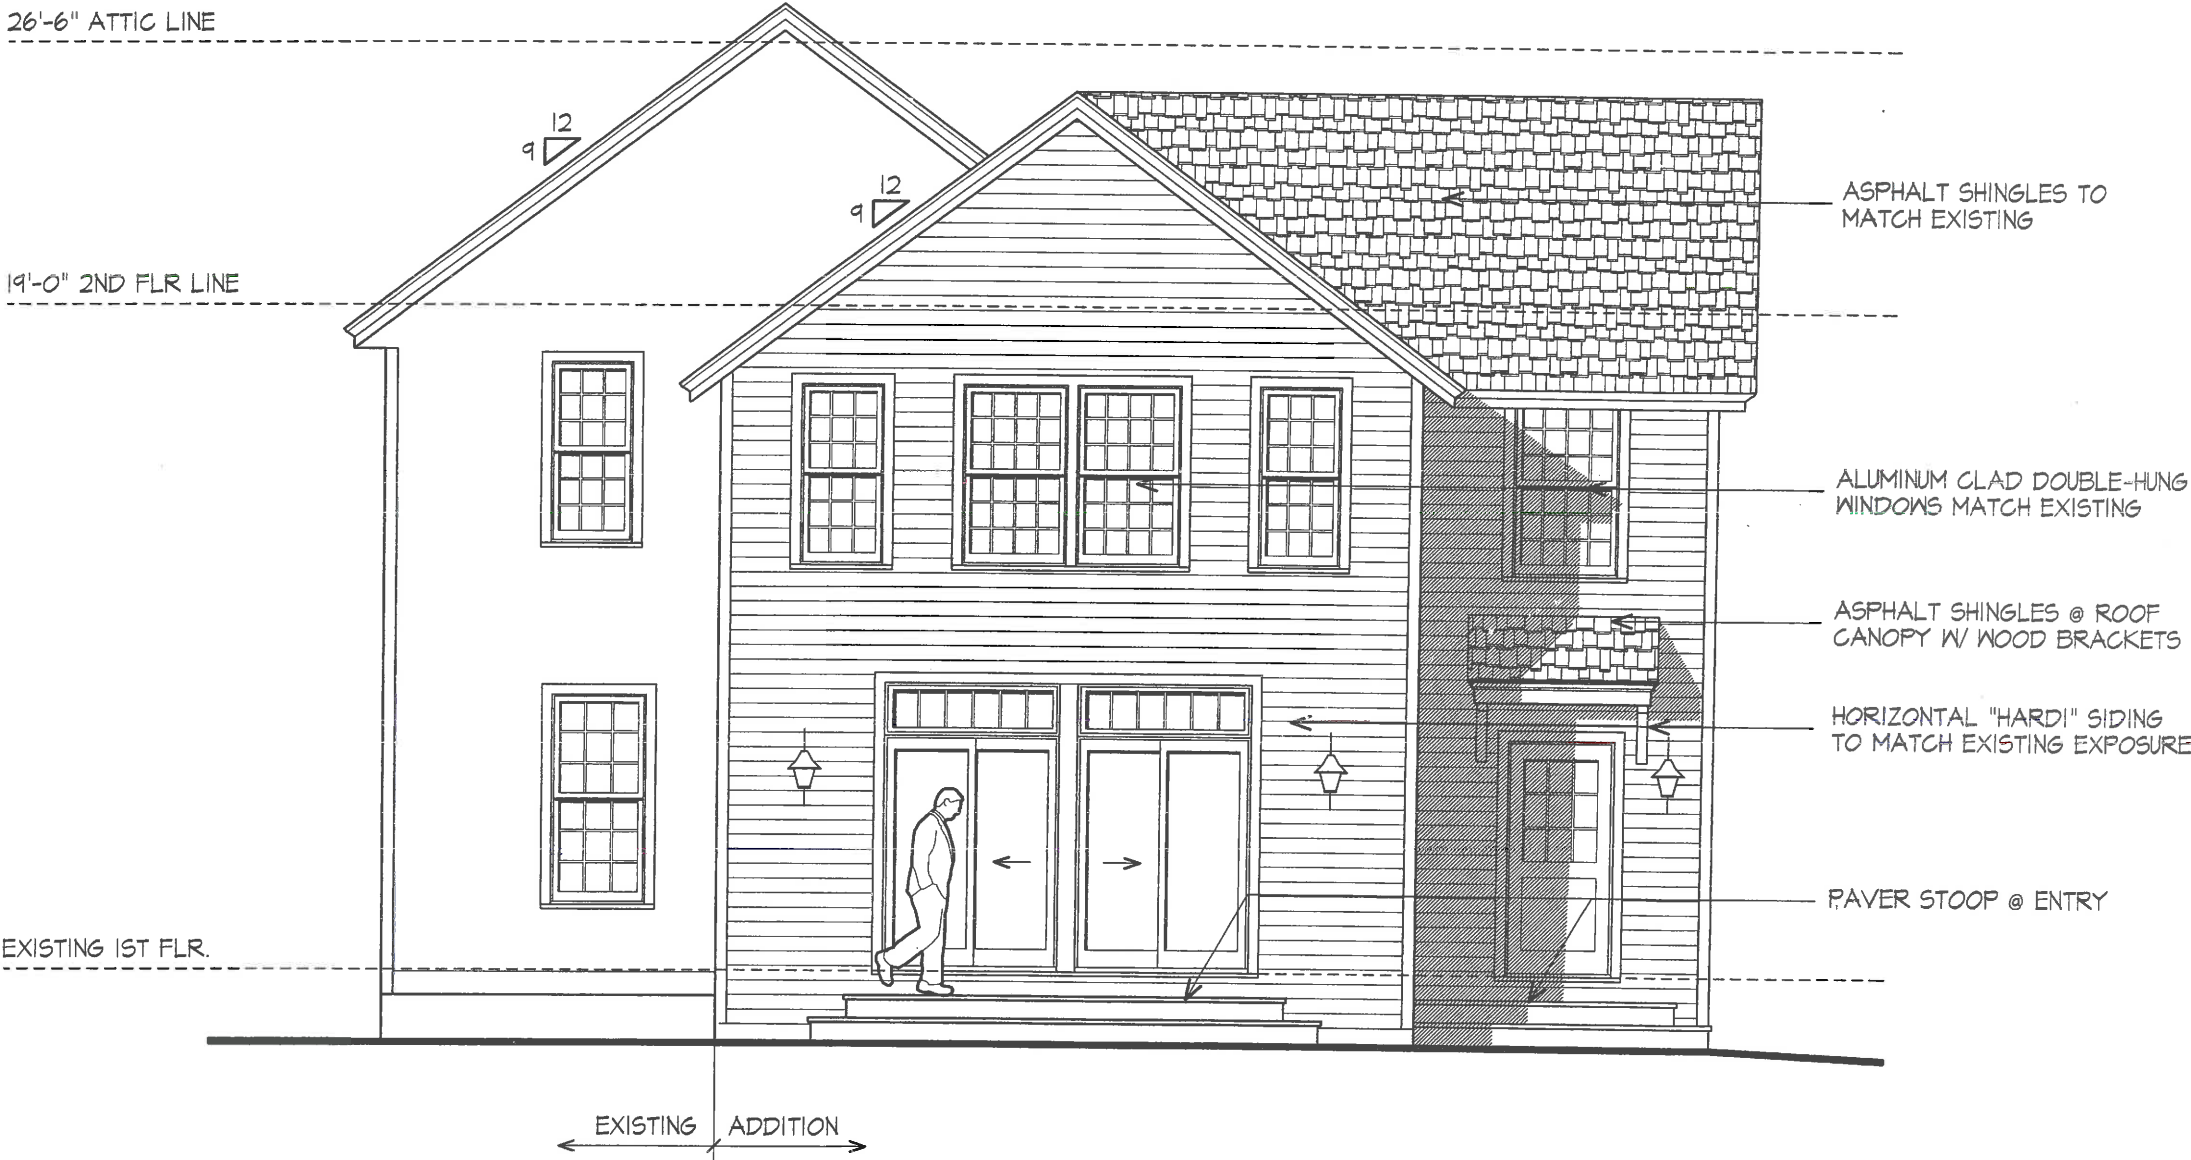 26'-6" ATTIC LINE
12
9
12
9
ASPHALT SHINGLES TO
MATCH EXISTING
19'-0" 2ND FLR LINE
ALUMINUM CLAD DOUBLE-HUNG
WINDOWS MATCH EXISTING
ASPHALT SHINGLES @ ROOF
CANOPY W/ WOOD BRACKETS
HORIZONTAL "HARDI" SIDING
TO MATCH EXISTING EXPOSURE
PAVER STOOP @ ENTRY
EXISTING 1ST FLR.
EXISTING
ADDITION